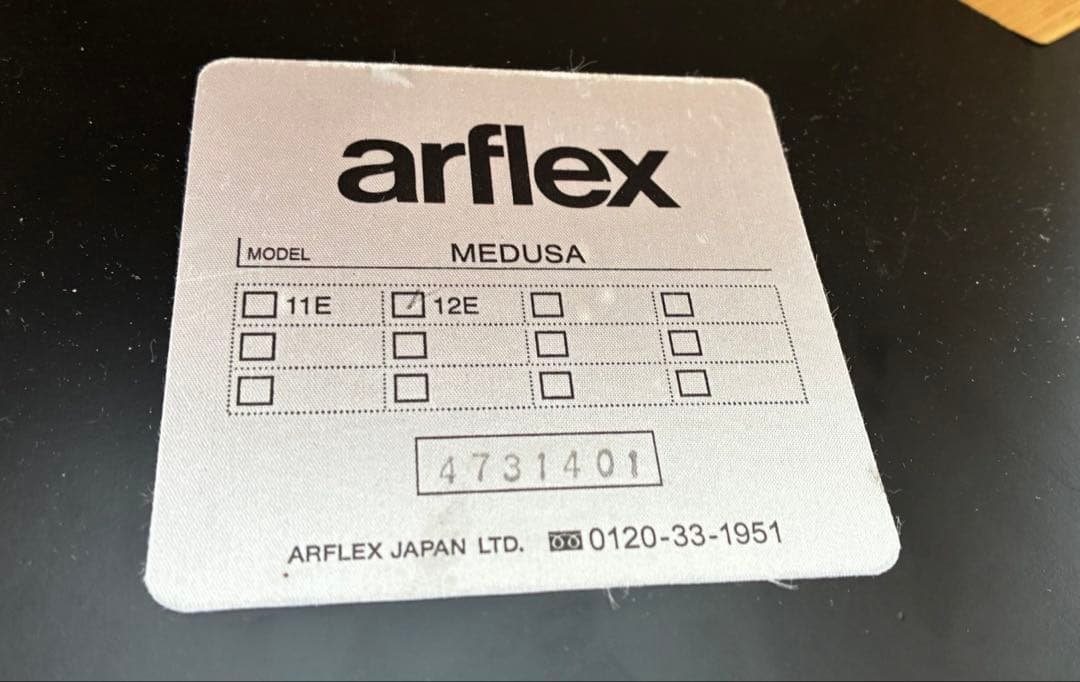 arflex
MODEL MEDUSA
☐ 11E ☑ 12E ☐ ☐
☐ ☐ ☐ ☐
☐ ☐ ☐ ☐
4731401
ARFLEX JAPAN LTD. 0120-33-1951